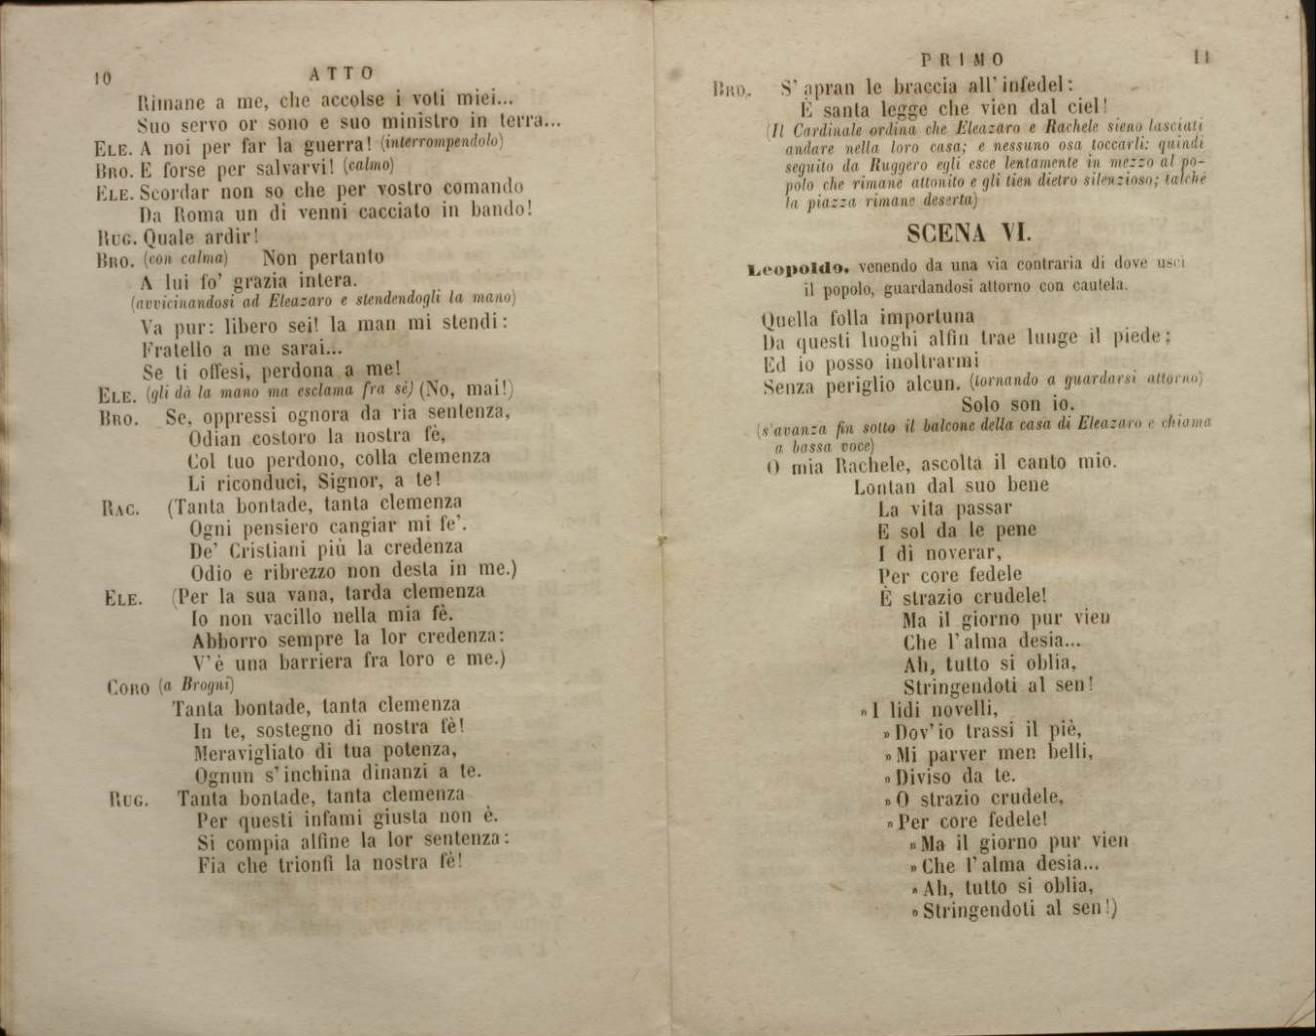 10
ATTO
Rimane a me, che accolse i voti miei...
Suo servo or sono e suo ministro in terra...
ELE. A noi per far la guerra! (interrompendolo)
BRO. E forse per salvarvi! (calmo)
ELE. Scordar non so che per vostro comando
Da Roma un dì venni cacciato in bando!
RUG. Quale ardir!
BRO. (con calma) Non pertanto
A lui fo' grazia intera.
(avvicinandosi ad Eleazaro e stendendogli la mano)
Va pur: libero sei! la man mi stendi:
Fratello a me sarai...
Se ti offesi, perdona a me!
ELE. (gli dà la mano ma esclama fra sè) (No, mai!)
BRO. Se, oppressi ognora da ria sentenza,
Odian costoro la nostra fè,
Col tuo perdono, colla clemenza
Li riconduci, Signor, a te!
RAC. (Tanta bontade, tanta clemenza
Ogni pensiero cangiar mi fe'.
De' Cristiani più la credenza
Odio e ribrezzo non desta in me.)
ELE. (Per la sua vana, tarda clemenza
Io non vacillo nella mia fè.
Abborro sempre la lor credenza:
V'è una barriera fra loro e me.)
CORO (a Brogni)
Tanta bontade, tanta clemenza
In te, sostegno di nostra fè!
Meravigliato di tua potenza,
Ognun s'inchina dinanzi a te.
RUG. Tanta bontade, tanta clemenza
Per questi infami giusta non è.
Si compia alfine la lor sentenza:
Fia che trionfi la nostra fè!
PRIMO
11
BRO. S'apran le braccia all'infedel:
È santa legge che vien dal ciel!
(Il Cardinale ordina che Eleazaro e Rachele sieno lasciati
andare nella loro casa; e nessuno osa toccarli: quindi
seguito da Ruggero egli esce lentamente in mezzo al po-
polo che rimane attonito e gli tien dietro silenzioso; talchè
la piazza rimane deserta)
SCENA VI.
Leopoldo, venendo da una via contraria di dove uscì
il popolo, guardandosi attorno con cautela.
Quella folla importuna
Da questi luoghi alfin trae lunge il piede;
Ed io posso inoltrarmi
Senza periglio alcun. (tornando a guardarsi attorno)
Solo son io.
(s'avanza fin sotto il balcone della casa di Eleazaro e chiama
a bassa voce)
O mia Rachele, ascolta il canto mio.
Lontan dal suo bene
La vita passar
E sol da le pene
I dì noverar,
Per core fedele
È strazio crudele!
Ma il giorno pur vien
Che l'alma desia...
Ah, tutto si oblia,
Stringendoti al sen!
» I lidi novelli,
» Dov'io trassi il piè,
» Mi parver men belli,
» Diviso da te.
» O strazio crudele,
» Per core fedele!
» Ma il giorno pur vien
» Che l'alma desia...
» Ah, tutto si oblia,
» Stringendoti al sen!)